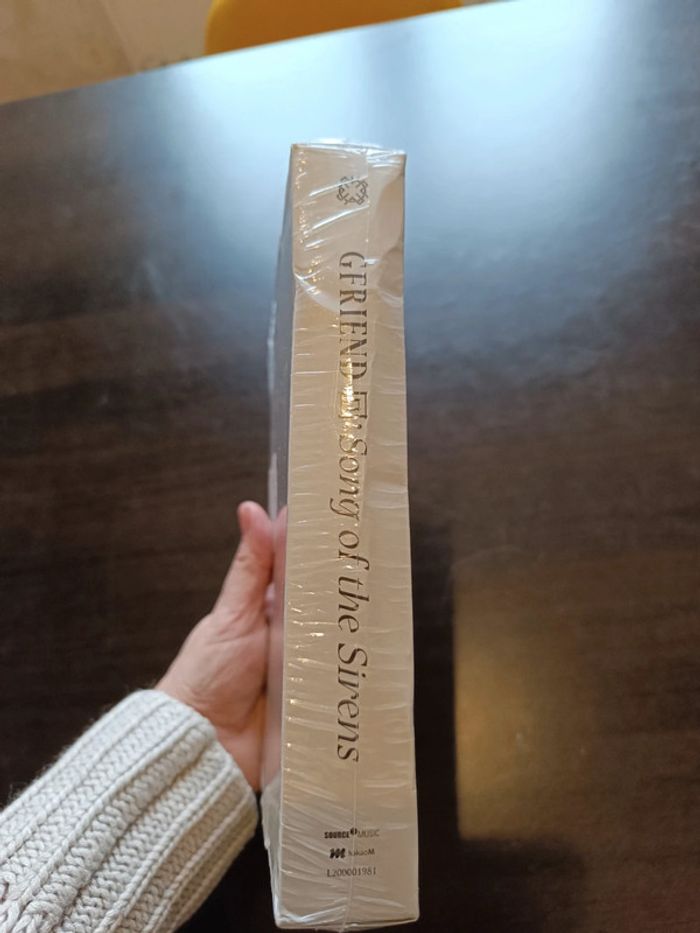 GFRIEND 回:Song of the Sirens
SOURCE MUSIC
kakaoM
L200001981